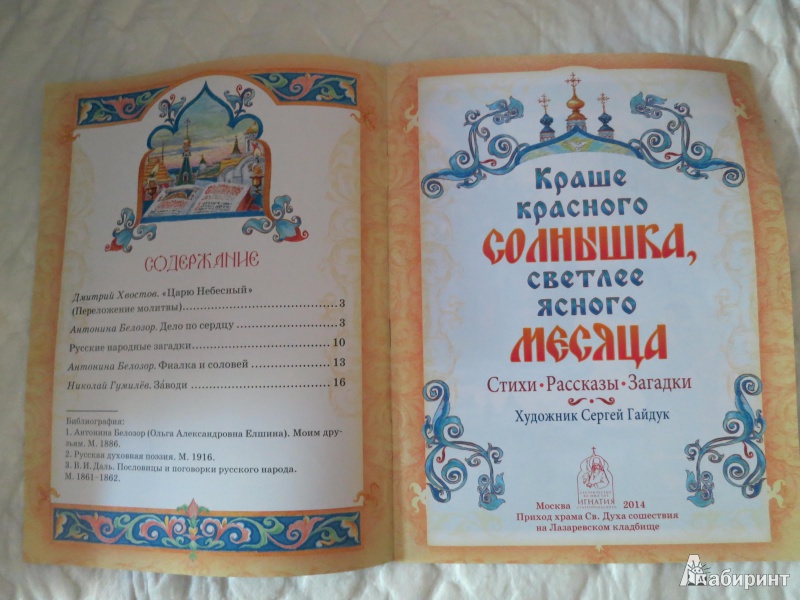 СОДЕРЖАНИЕ
Дмитрий Хвостов. «Царю Небесный»
(Переложение молитвы)..........3
Антонина Белозор. Дело по сердцу ..........3
Русские народные загадки..........10
Антонина Белозор. Фиалка и соловей ..........13
Николай Гумилёв. За́води ..........16
Библиография:
1. Антонина Белозор (Ольга Александровна Елшина). Моим дру-
зьям. М. 1886.
2. Русская духовная поэзия. М. 1916.
3. В. И. Даль. Пословицы и поговорки русского народа.
М. 1861–1862.
Краше
красного
СОЛНЫШКА,
светлее
ясного
МЕСЯЦА
Стихи • Рассказы • Загадки
Художник Сергей Гайдук
ИГНАТИЯ
Москва 2014
Приход храма Св. Духа сошествия
на Лазаревском кладбище
Лабиринт